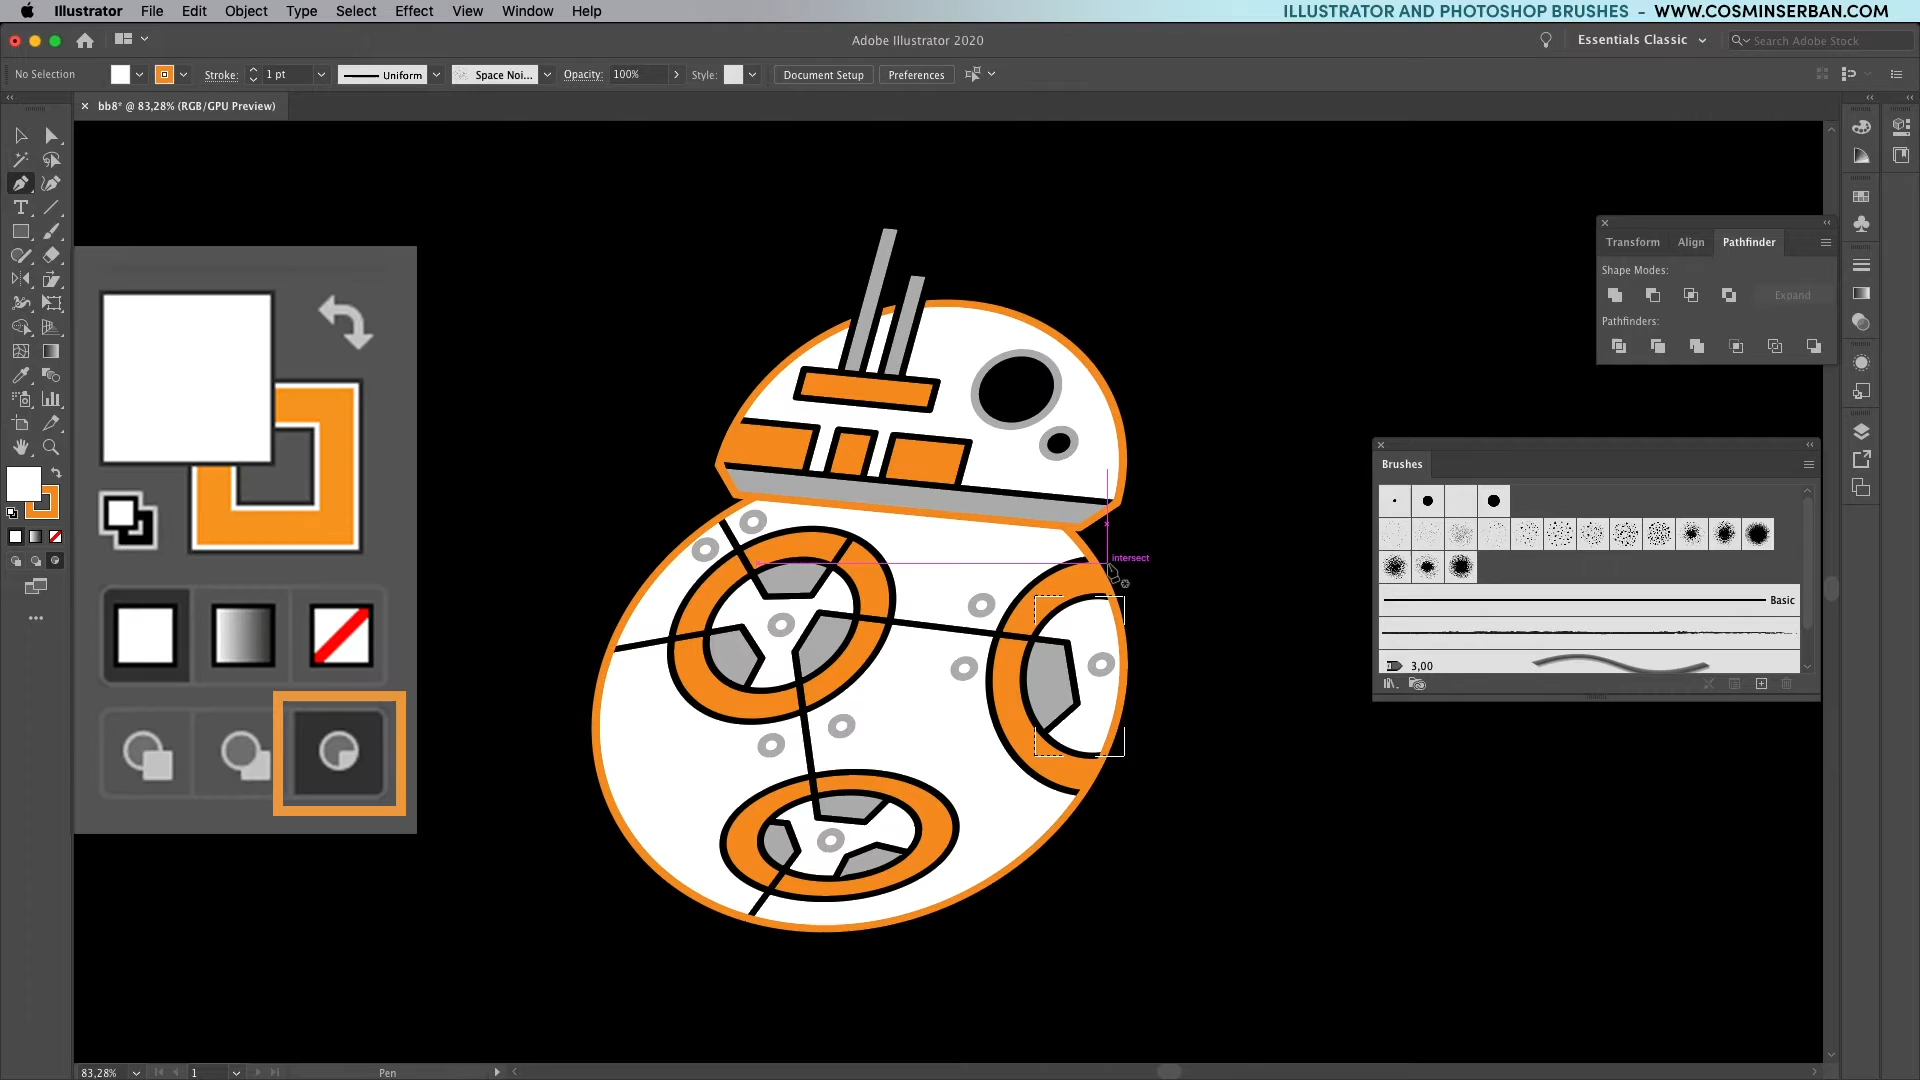 Illustrator File Edit Object Type Select Effect View Window Help
ILLUSTRATOR AND PHOTOSHOP BRUSHES - WWW.COSMINSERBAN.COM
Adobe Illustrator 2020
Essentials Classic
Search Adobe Stock
No Selection
Stroke: 1 pt
Uniform
Space Noi...
Opacity: 100%
Style:
Document Setup
Preferences
bb8* @ 83,28% (RGB/GPU Preview)
Transform Align Pathfinder
Shape Modes:
Expand
Pathfinders:
Brushes
intersect
Basic
3,00
83,28%
1
Pen